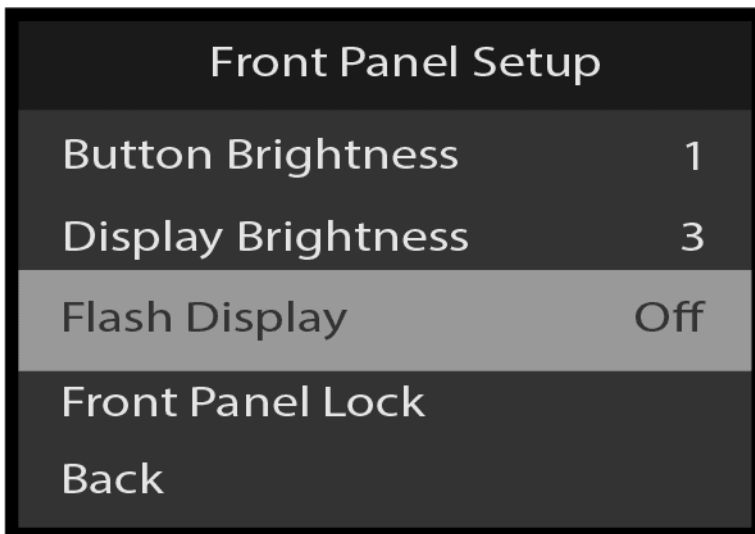 Front Panel Setup
Button Brightness 1
Display Brightness 3
Flash Display Off
Front Panel Lock
Back